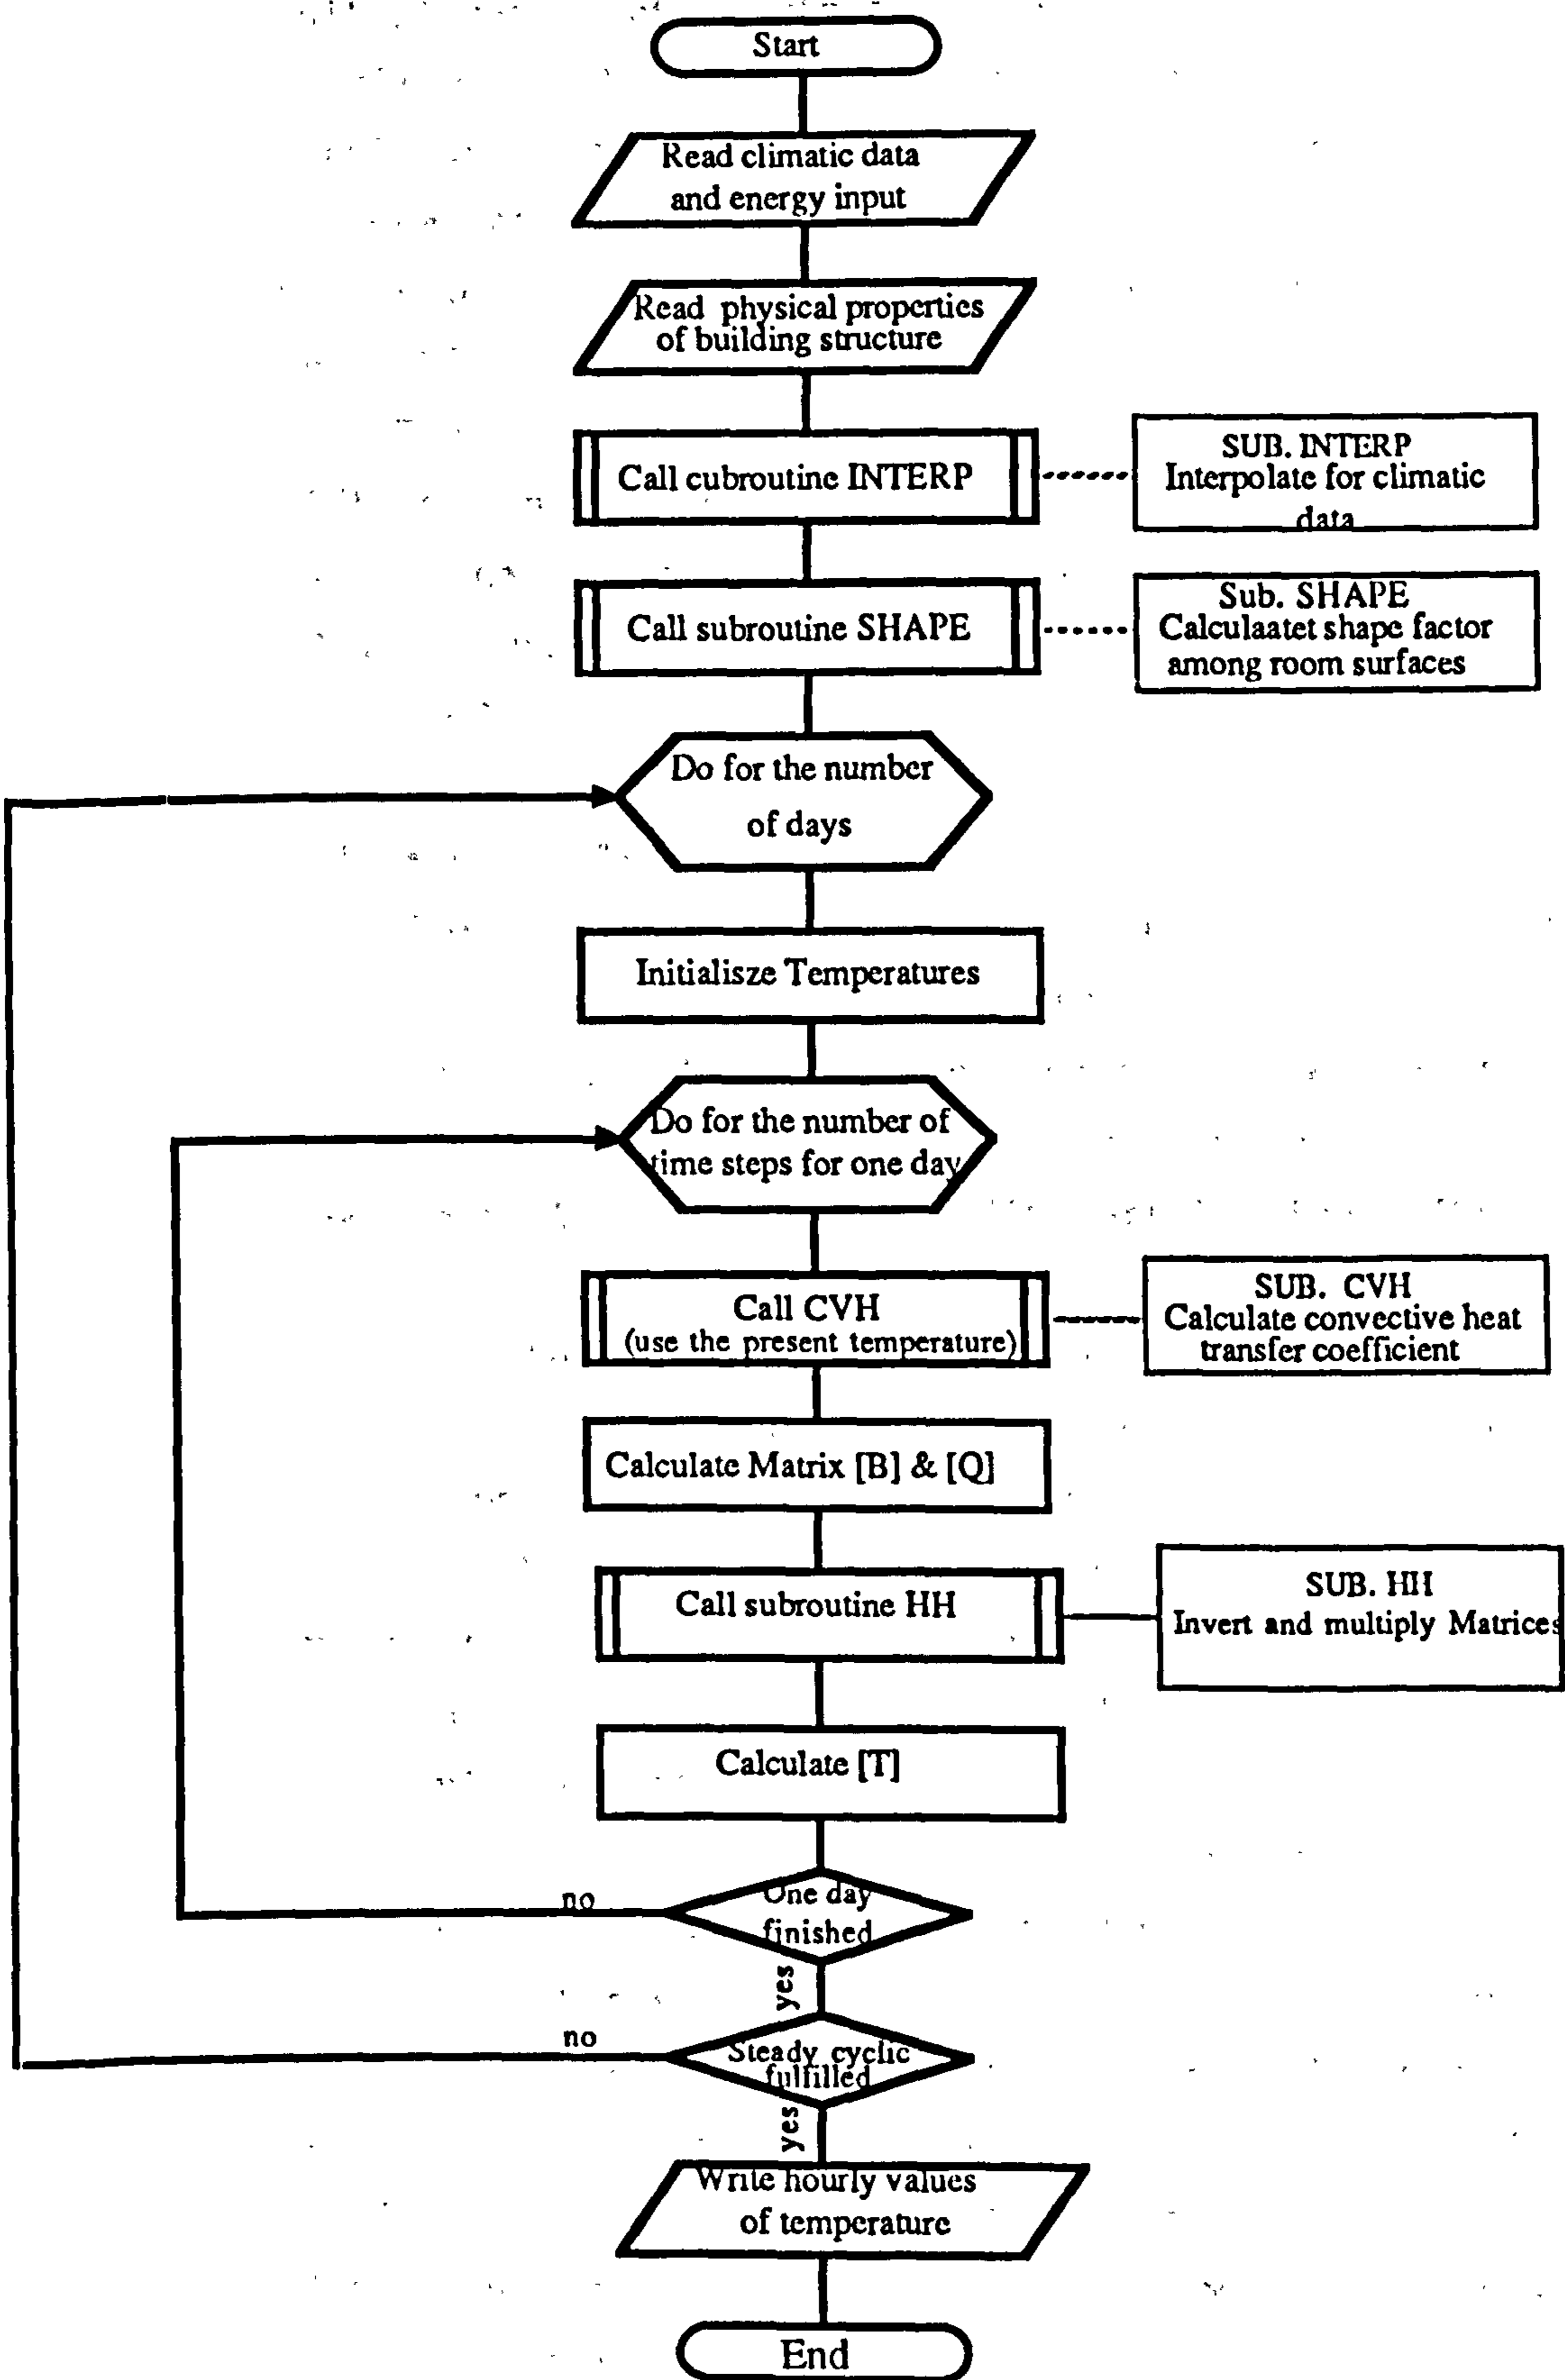 Start
Read climatic data
and energy input
Read physical properties
of building structure
Call cubroutine INTERP
SUB. INTERP
Interpolate for climatic
data
Call subroutine SHAPE
Sub. SHAPE
Calculaatet shape factor
among room surfaces
Do for the number
of days
Initialisze Temperatures
Do for the number of
time steps for one day
Call CVH
(use the present temperature)
SUB. CVH
Calculate convective heat
transfer coefficient
Calculate Matrix [B] & [Q]
Call subroutine HH
SUB. HH
Invert and multiply Matrices
Calculate [T]
no
One day
finished
yes
no
Steady cyclic
fulfilled
yes
Write hourly values
of temperature
End